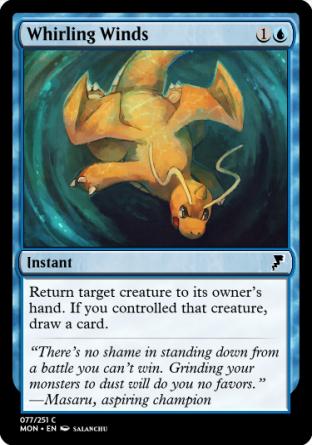 Whirling Winds 1
Instant
Return target creature to its owner's
hand. If you controlled that creature,
draw a card.
"There's no shame in standing down from
a battle you can't win. Grinding your
monsters to dust will do you no favors."
—Masaru, aspiring champion
077/251 C
MON • EN SALANCHU